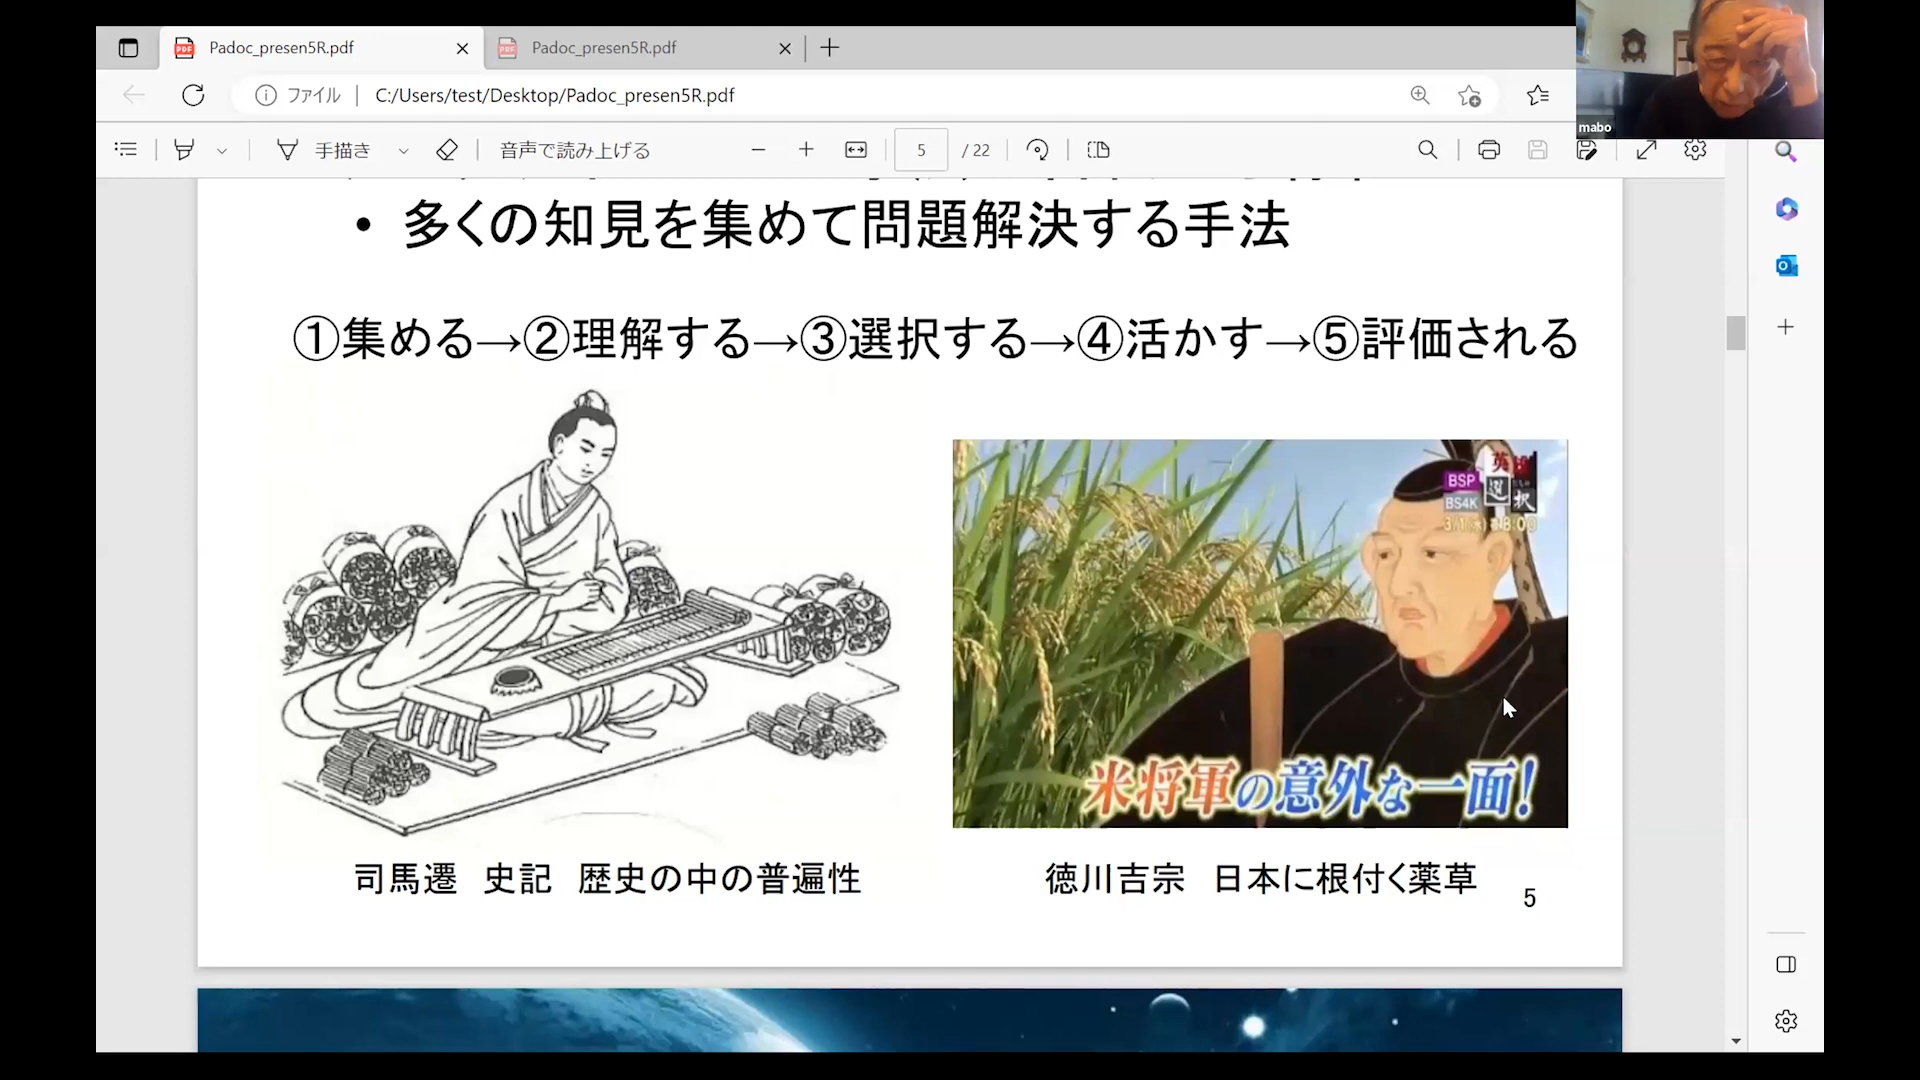 Padoc_presen5R.pdf
Padoc_presen5R.pdf
ファイル
C:/Users/test/Desktop/Padoc_presen5R.pdf
mabo
手描き
音声で読み上げる
5 / 22
• 多くの知見を集めて問題解決する手法
①集める→②理解する→③選択する→④活かす→⑤評価される
BSP
BS4K
英雄
選択
米将軍の意外な一面!
司馬遷 史記 歴史の中の普遍性
徳川吉宗 日本に根付く薬草
5